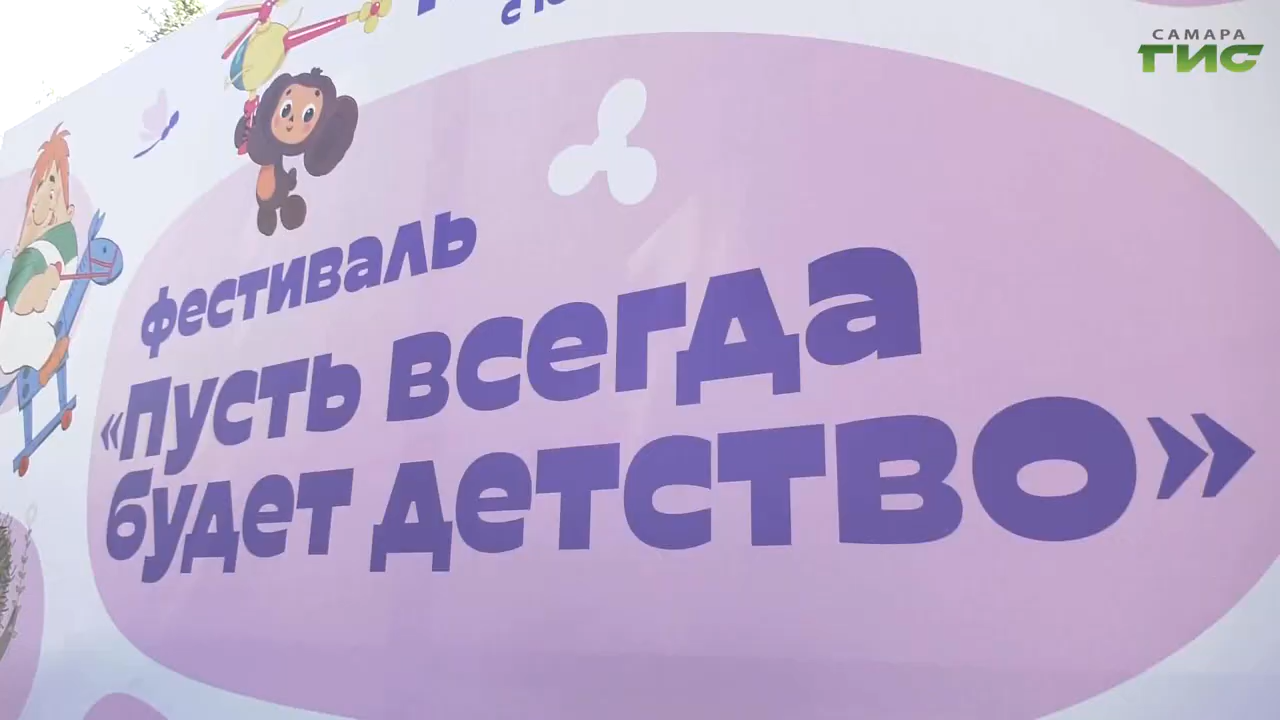 САМАРА
ГИС
фестиваль
«пусть всегда
будет детство»